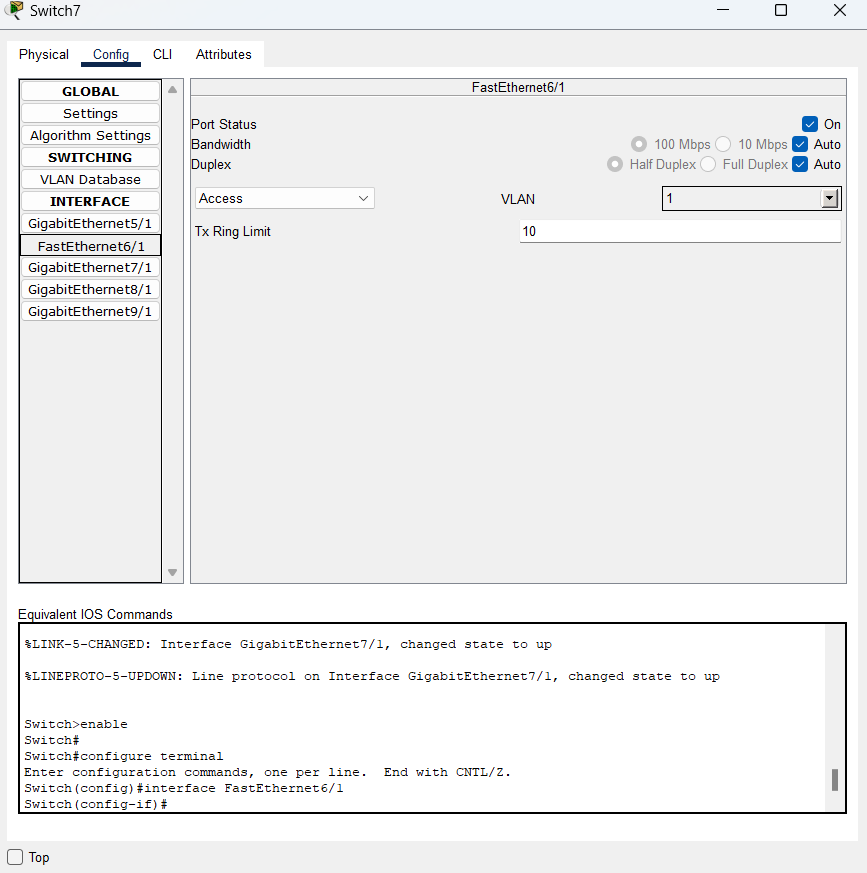 Switch7
Physical Config CLI Attributes
GLOBAL
Settings
Algorithm Settings
SWITCHING
VLAN Database
INTERFACE
GigabitEthernet5/1
FastEthernet6/1
GigabitEthernet7/1
GigabitEthernet8/1
GigabitEthernet9/1
FastEthernet6/1
Port Status On
Bandwidth 100 Mbps 10 Mbps Auto
Duplex Half Duplex Full Duplex Auto
Access VLAN 1
Tx Ring Limit 10
Equivalent IOS Commands
%LINK-5-CHANGED: Interface GigabitEthernet7/1, changed state to up
%LINEPROTO-5-UPDOWN: Line protocol on Interface GigabitEthernet7/1, changed state to up
Switch>enable
Switch#
Switch#configure terminal
Enter configuration commands, one per line.  End with CNTL/Z.
Switch(config)#interface FastEthernet6/1
Switch(config-if)#
Top